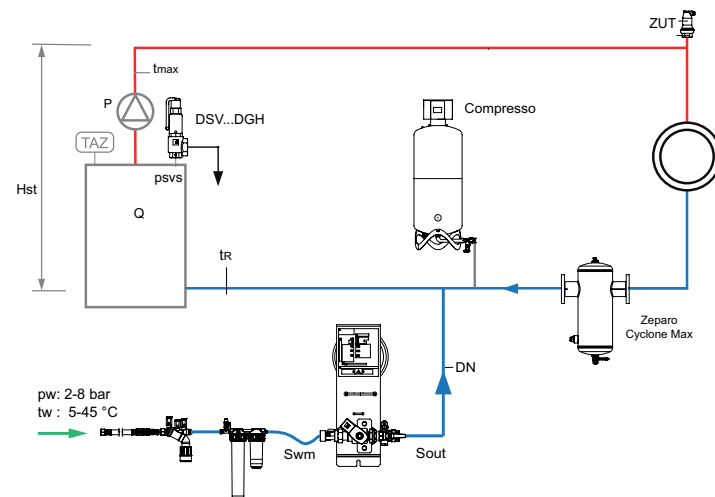 ZUT
tmax
P
DSV...DGH
Compresso
TAZ
psvs
Hst
Q
tR
Zeparo
Cyclone Max
DN
pw: 2-8 bar
tw : 5-45 °C
Swm
Sout